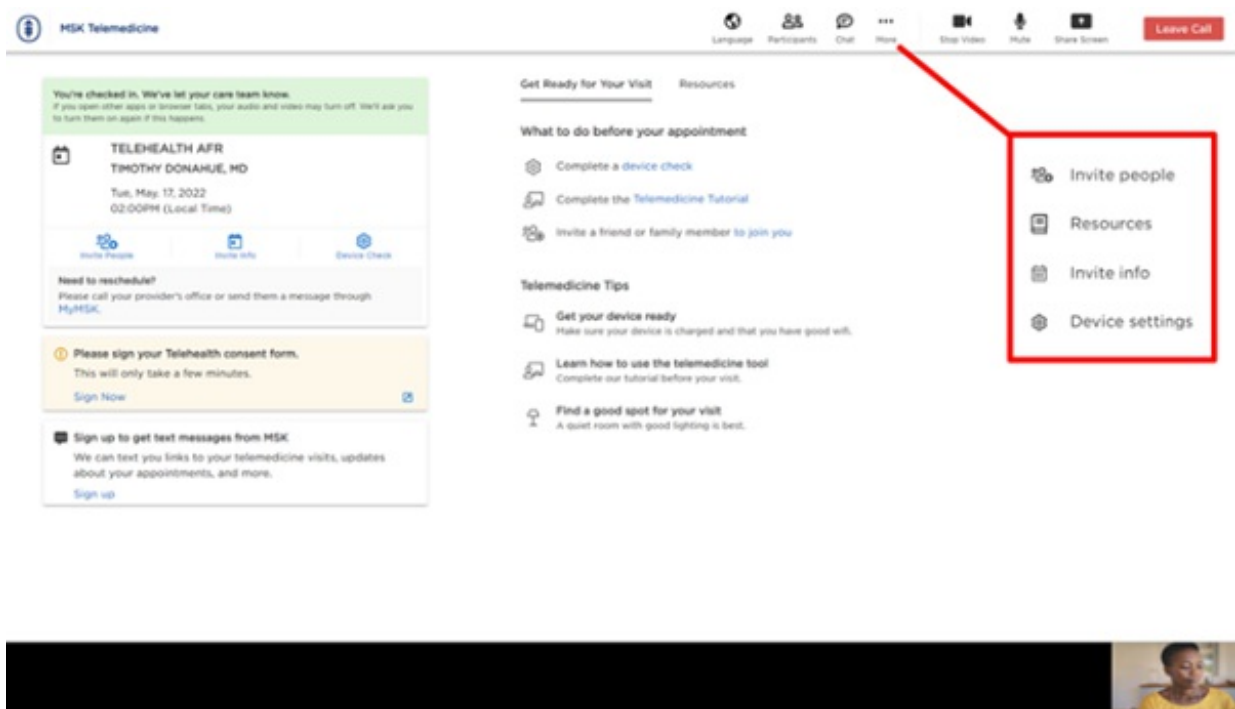 MSK Telemedicine
Language
Participants
Chat
More
Stop Video
Mute
Share Screen
Leave Call
You're checked in. We've let your care team know.
If you open other apps or browser tabs, your audio and video may turn off. We'll ask you
to turn them on again if this happens.
TELEHEALTH AFR
TIMOTHY DONAHUE, MD
Tue, May. 17, 2022
02:00PM (Local Time)
Invite People
Invite Info
Device Check
Need to reschedule?
Please call your provider's office or send them a message through
MyMSK.
Please sign your Telehealth consent form.
This will only take a few minutes.
Sign Now
Sign up to get text messages from MSK
We can text you links to your telemedicine visits, updates
about your appointments, and more.
Sign up
Get Ready for Your Visit
Resources
What to do before your appointment
Complete a device check
Complete the Telemedicine Tutorial
Invite a friend or family member to join you
Telemedicine Tips
Get your device ready
Make sure your device is charged and that you have good wifi.
Learn how to use the telemedicine tool
Complete our tutorial before your visit.
Find a good spot for your visit
A quiet room with good lighting is best.
Invite people
Resources
Invite info
Device settings